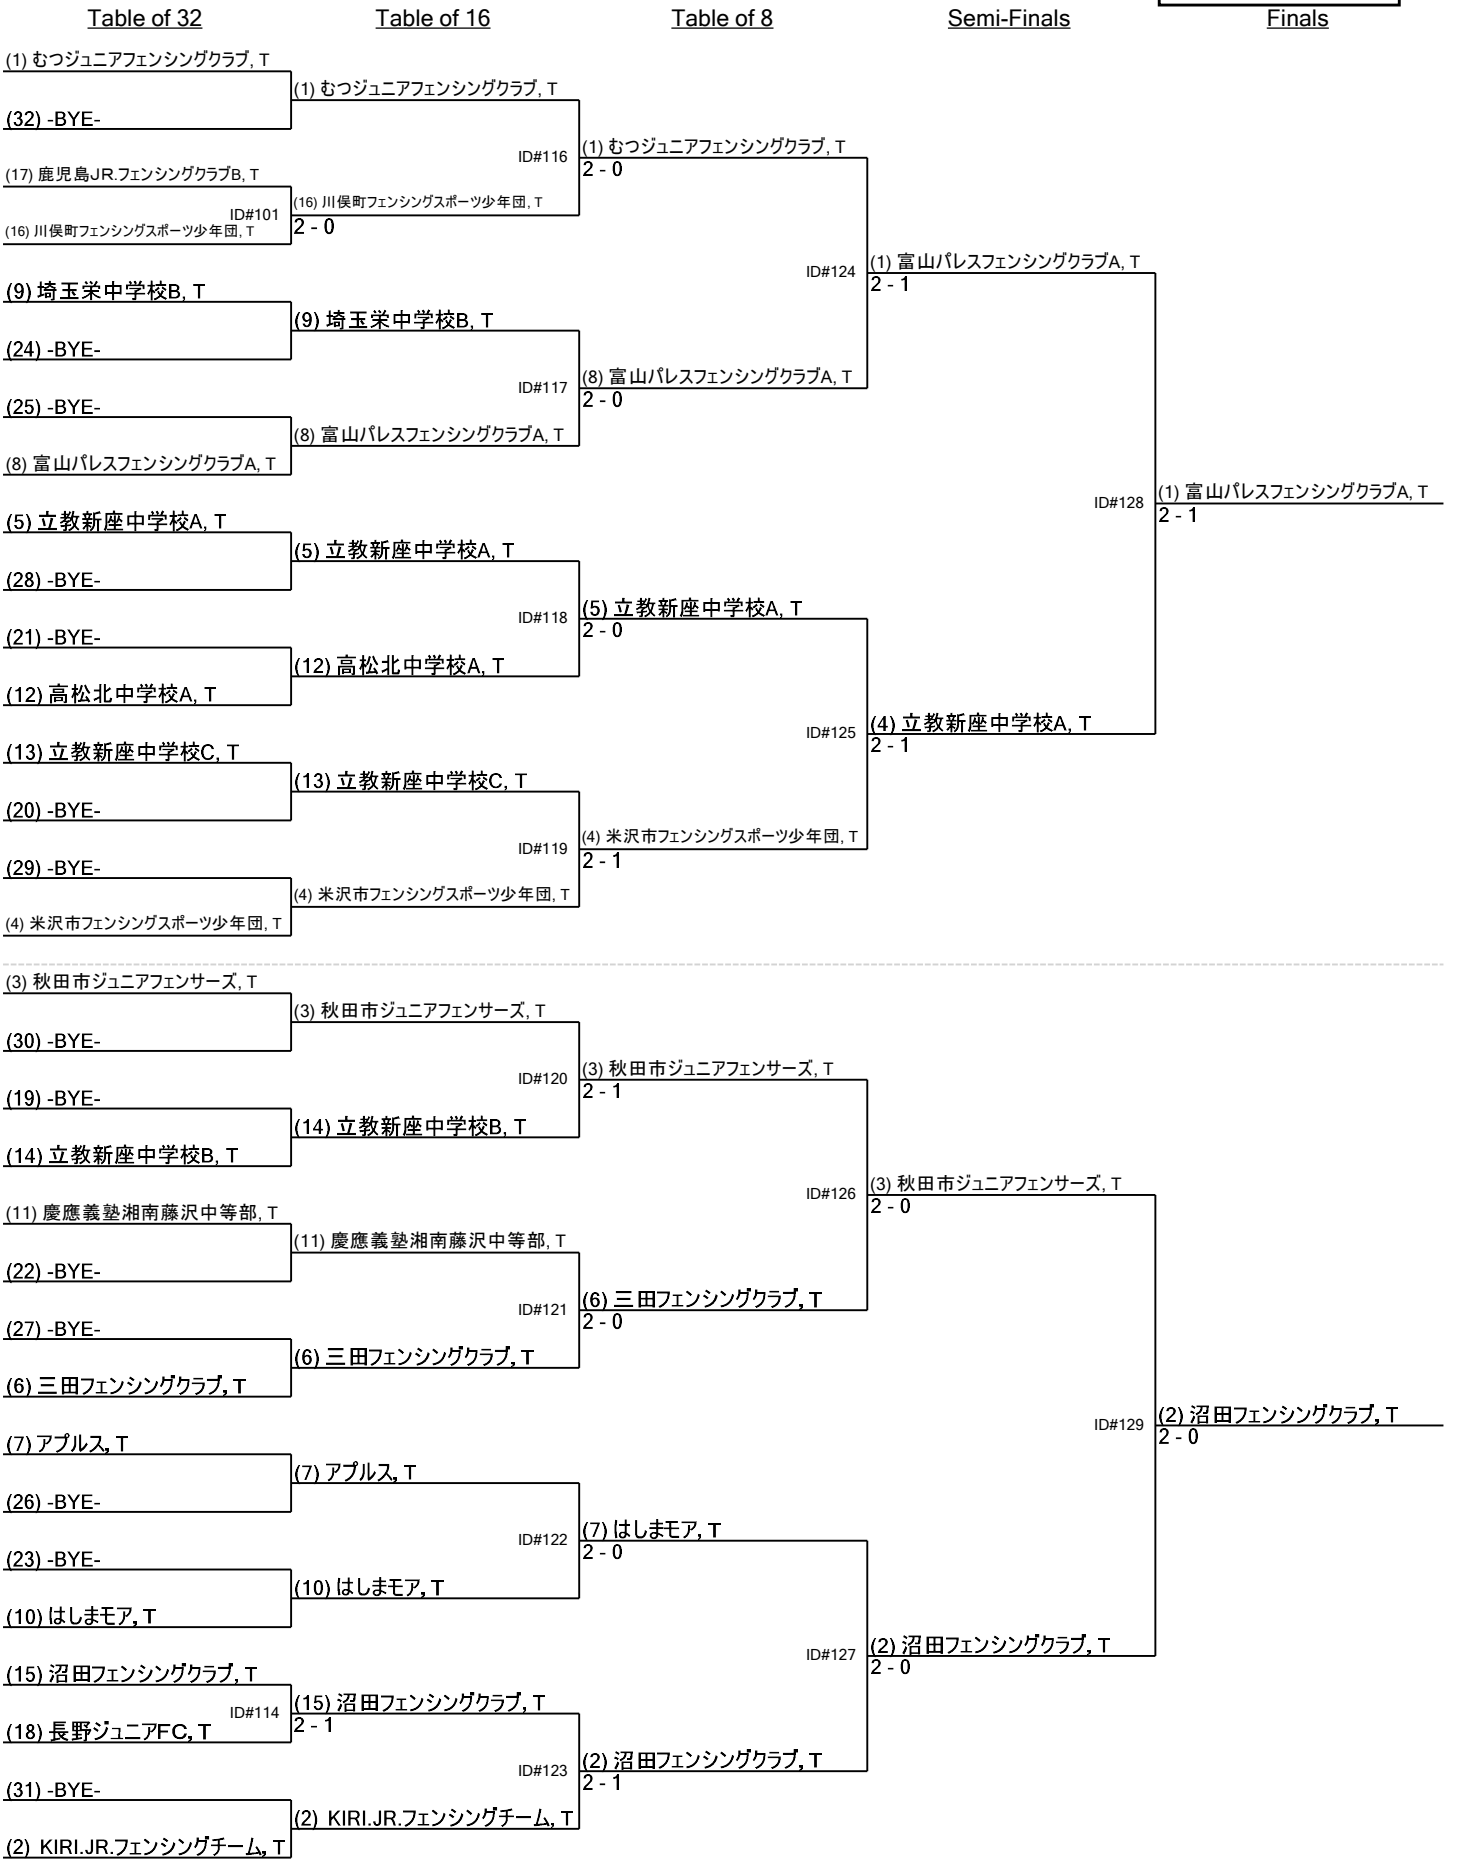 Table of 32
Table of 16
Table of 8
Semi-Finals
Finals
(1) むつジュニアフェンシングクラブ, T
(32) -BYE-
(17) 鹿児島JR.フェンシングクラブB, T
ID#101
(16) 川俣町フェンシングスポーツ少年団, T
(9) 埼玉栄中学校B, T
(24) -BYE-
(25) -BYE-
(8) 富山パレスフェンシングクラブA, T
(5) 立教新座中学校A, T
(28) -BYE-
(21) -BYE-
(12) 高松北中学校A, T
(13) 立教新座中学校C, T
(20) -BYE-
(29) -BYE-
(4) 米沢市フェンシングスポーツ少年団, T
(3) 秋田市ジュニアフェンサーズ, T
(30) -BYE-
(19) -BYE-
(14) 立教新座中学校B, T
(11) 慶應義塾湘南藤沢中等部, T
(22) -BYE-
(27) -BYE-
(6) 三田フェンシングクラブ, T
(7) アプルス, T
(26) -BYE-
(23) -BYE-
(10) はしまモア, T
(15) 沼田フェンシングクラブ, T
ID#114
(18) 長野ジュニアFC, T
(31) -BYE-
(2) KIRI.JR.フェンシングチーム, T
(1) むつジュニアフェンシングクラブ, T
ID#116
(16) 川俣町フェンシングスポーツ少年団, T
2 - 0
(9) 埼玉栄中学校B, T
ID#117
(8) 富山パレスフェンシングクラブA, T
(5) 立教新座中学校A, T
ID#118
(12) 高松北中学校A, T
(13) 立教新座中学校C, T
ID#119
(4) 米沢市フェンシングスポーツ少年団, T
(3) 秋田市ジュニアフェンサーズ, T
ID#120
(14) 立教新座中学校B, T
(11) 慶應義塾湘南藤沢中等部, T
ID#121
(6) 三田フェンシングクラブ, T
(7) アプルス, T
ID#122
(10) はしまモア, T
(15) 沼田フェンシングクラブ, T
2 - 1
ID#123
(2) KIRI.JR.フェンシングチーム, T
(1) むつジュニアフェンシングクラブ, T
2 - 0
ID#124
(8) 富山パレスフェンシングクラブA, T
2 - 0
(5) 立教新座中学校A, T
2 - 0
ID#125
(4) 米沢市フェンシングスポーツ少年団, T
2 - 1
(3) 秋田市ジュニアフェンサーズ, T
2 - 1
ID#126
(6) 三田フェンシングクラブ, T
2 - 0
(7) はしまモア, T
2 - 0
ID#127
(2) 沼田フェンシングクラブ, T
2 - 1
(1) 富山パレスフェンシングクラブA, T
2 - 1
ID#128
(4) 立教新座中学校A, T
2 - 1
(3) 秋田市ジュニアフェンサーズ, T
2 - 0
ID#129
(2) 沼田フェンシングクラブ, T
2 - 0
(1) 富山パレスフェンシングクラブA, T
2 - 1
(2) 沼田フェンシングクラブ, T
2 - 0